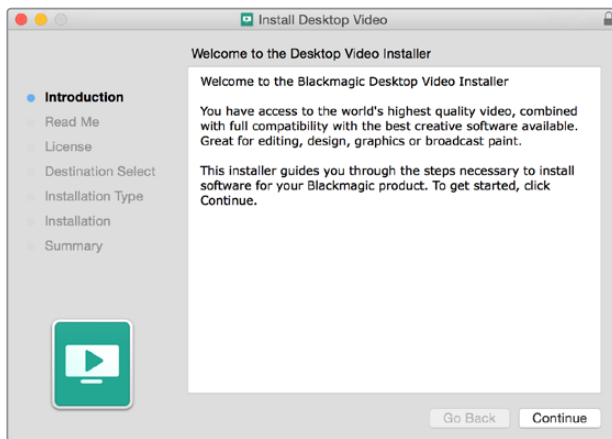 Install Desktop Video
Welcome to the Desktop Video Installer
Introduction
Read Me
License
Destination Select
Installation Type
Installation
Summary
Welcome to the Blackmagic Desktop Video Installer
You have access to the world's highest quality video, combined
with full compatibility with the best creative software available.
Great for editing, design, graphics or broadcast paint.
This installer guides you through the steps necessary to install
software for your Blackmagic product. To get started, click
Continue.
Go Back
Continue